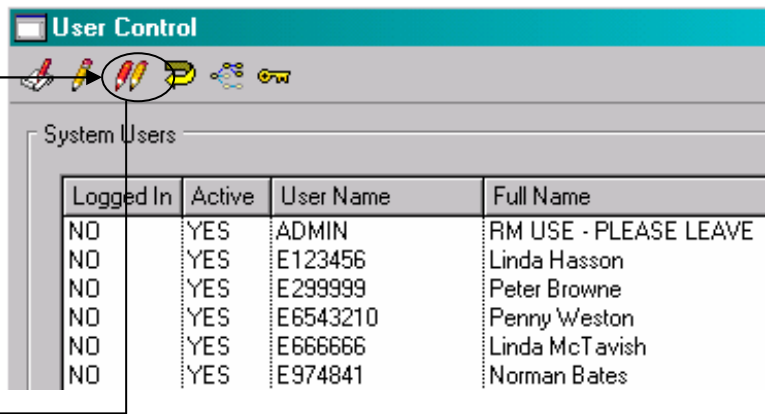 User Control
System Users
Logged In Active User Name Full Name
NO YES ADMIN RM USE - PLEASE LEAVE
NO YES E123456 Linda Hasson
NO YES E299999 Peter Browne
NO YES E6543210 Penny Weston
NO YES E666666 Linda McTavish
NO YES E974841 Norman Bates